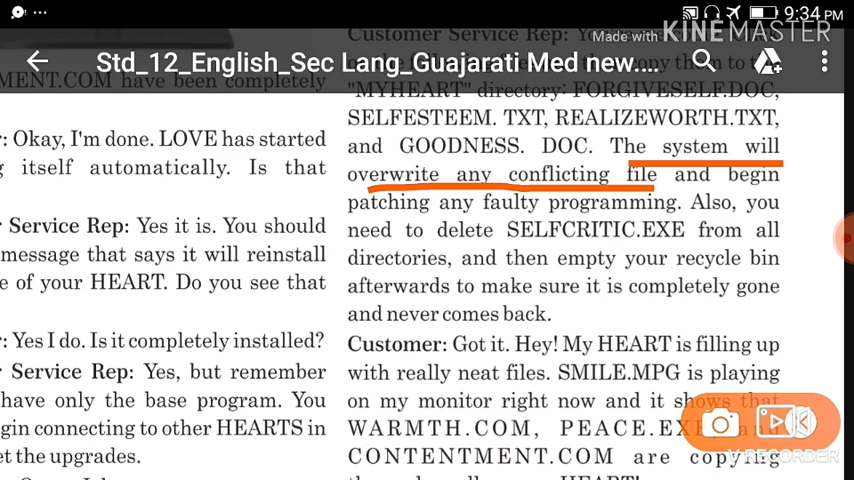 9:34 PM
Made with KINEMASTER
Std_12_English_Sec Lang_Guajarati Med new....
MENT.COM have been completely
: Okay, I'm done. LOVE has started
g itself automatically. Is that
r Service Rep: Yes it is. You should
message that says it will reinstall
e of your HEART. Do you see that
: Yes I do. Is it completely installed?
r Service Rep: Yes, but remember
have only the base program. You
gin connecting to other HEARTS in
et the upgrades.
Customer Service Rep:
copy them to the
"MYHEART" directory: FORGIVESELF.DOC,
SELFESTEEM. TXT, REALIZEWORTH.TXT,
and GOODNESS. DOC. The system will
overwrite any conflicting file and begin
patching any faulty programming. Also, you
need to delete SELFCRITIC.EXE from all
directories, and then empty your recycle bin
afterwards to make sure it is completely gone
and never comes back.
Customer: Got it. Hey! My HEART is filling up
with really neat files. SMILE.MPG is playing
on my monitor right now and it shows that
WARMTH.COM, PEACE.EXE, and
CONTENTMENT.COM are copying
HEART!
V RECORDER